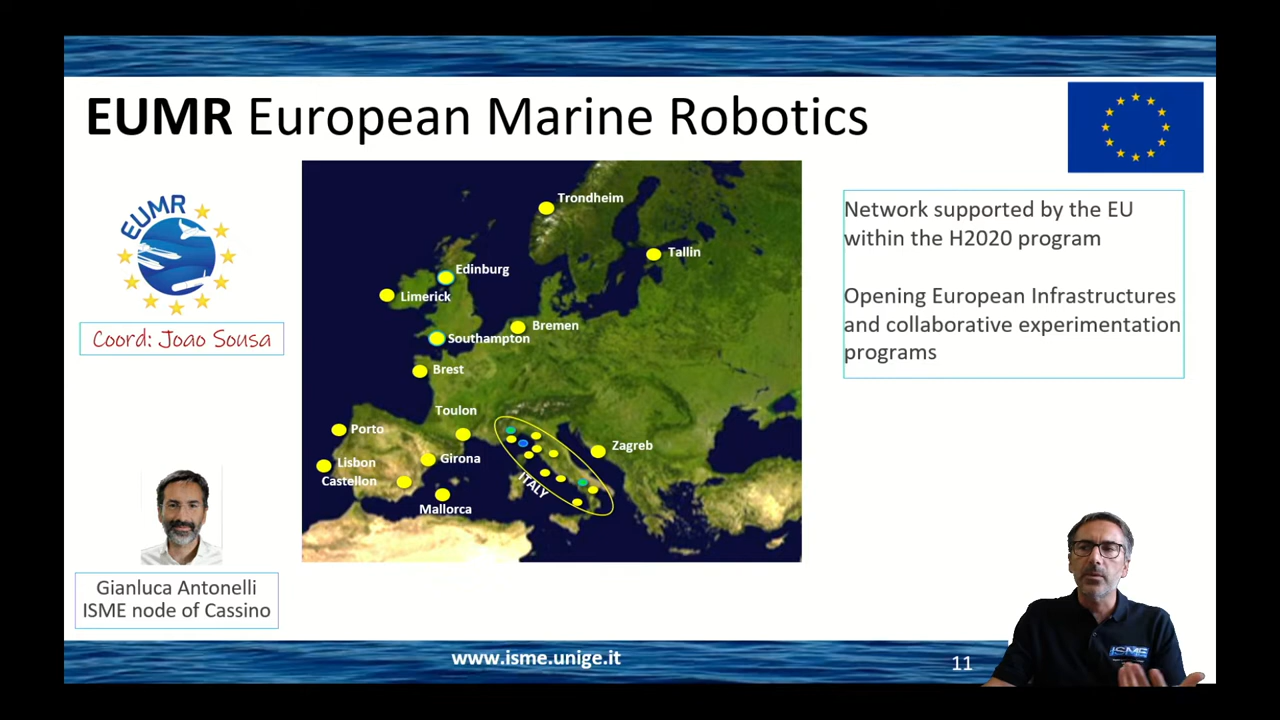 EUMR European Marine Robotics
EUMR
Coord: Joao Sousa
Gianluca Antonelli
ISME node of Cassino
Trondheim
Tallin
Edinburg
Limerick
Bremen
Southampton
Brest
Toulon
Porto
Zagreb
Girona
Lisbon
Castellon
ITALY
Mallorca
Network supported by the EU
within the H2020 program
Opening European Infrastructures
and collaborative experimentation
programs
www.isme.unige.it
11
ISME